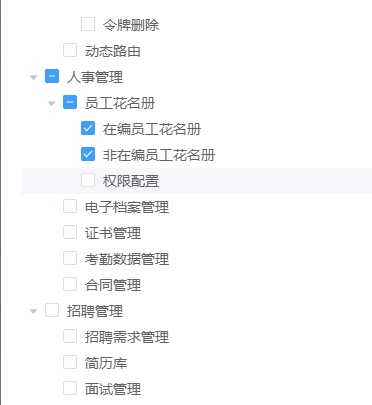 令牌删除
动态路由
人事管理
员工花名册
在编员工花名册
非在编员工花名册
权限配置
电子档案管理
证书管理
考勤数据管理
合同管理
招聘管理
招聘需求管理
简历库
面试管理